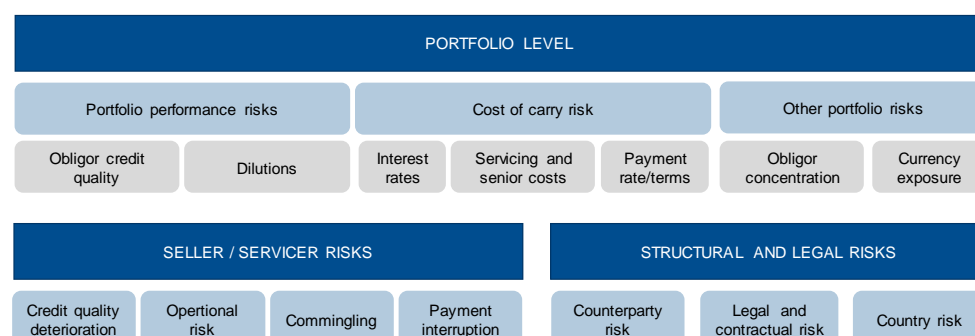 PORTFOLIO LEVEL
Portfolio performance risks
Cost of carry risk
Other portfolio risks
Obligor credit
quality
Dilutions
Interest
rates
Servicing and
senior costs
Payment
rate/terms
Obligor
concentration
Currency
exposure
SELLER / SERVICER RISKS
STRUCTURAL AND LEGAL RISKS
Credit quality
deterioration
Opertional
risk
Commingling
Payment
interruption
Counterparty
risk
Legal and
contractual risk
Country risk